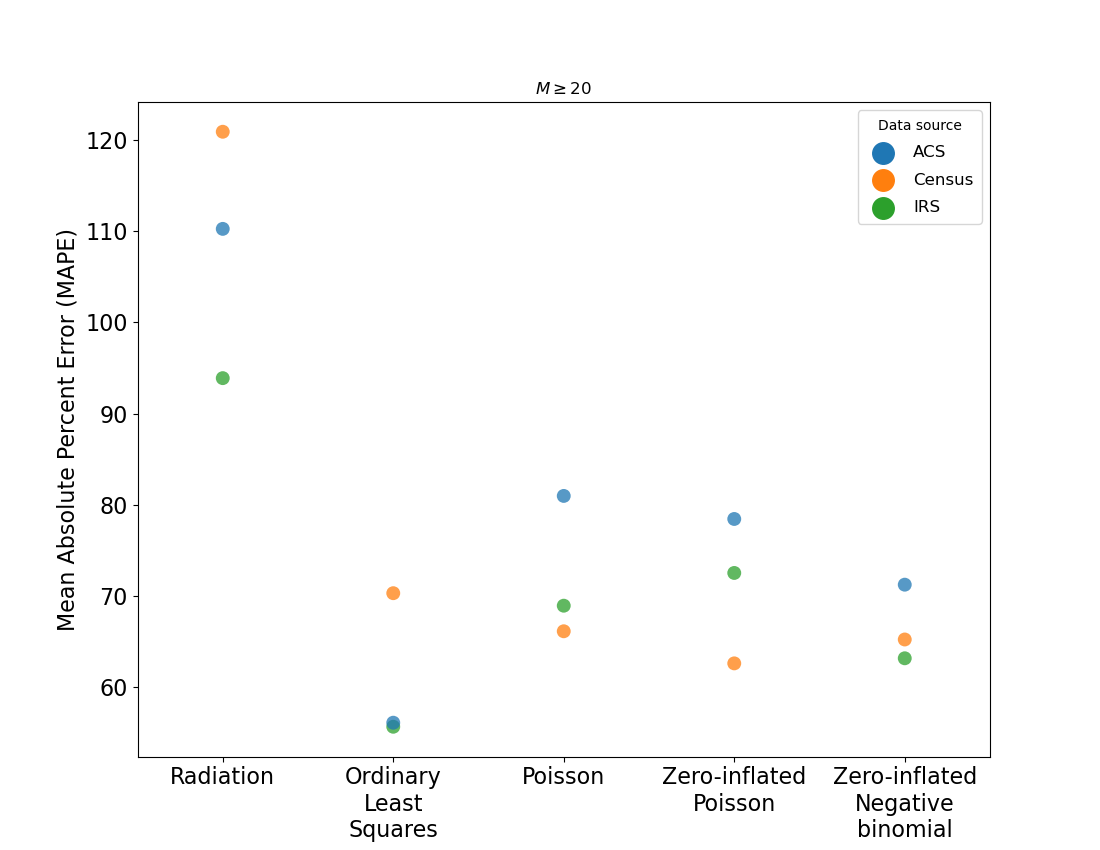 M ≥ 20
Data source
ACS
Census
IRS
Mean Absolute Percent Error (MAPE)
120
110
100
90
80
70
60
Radiation
Ordinary
Least
Squares
Poisson
Zero-inflated
Poisson
Zero-inflated
Negative
binomial